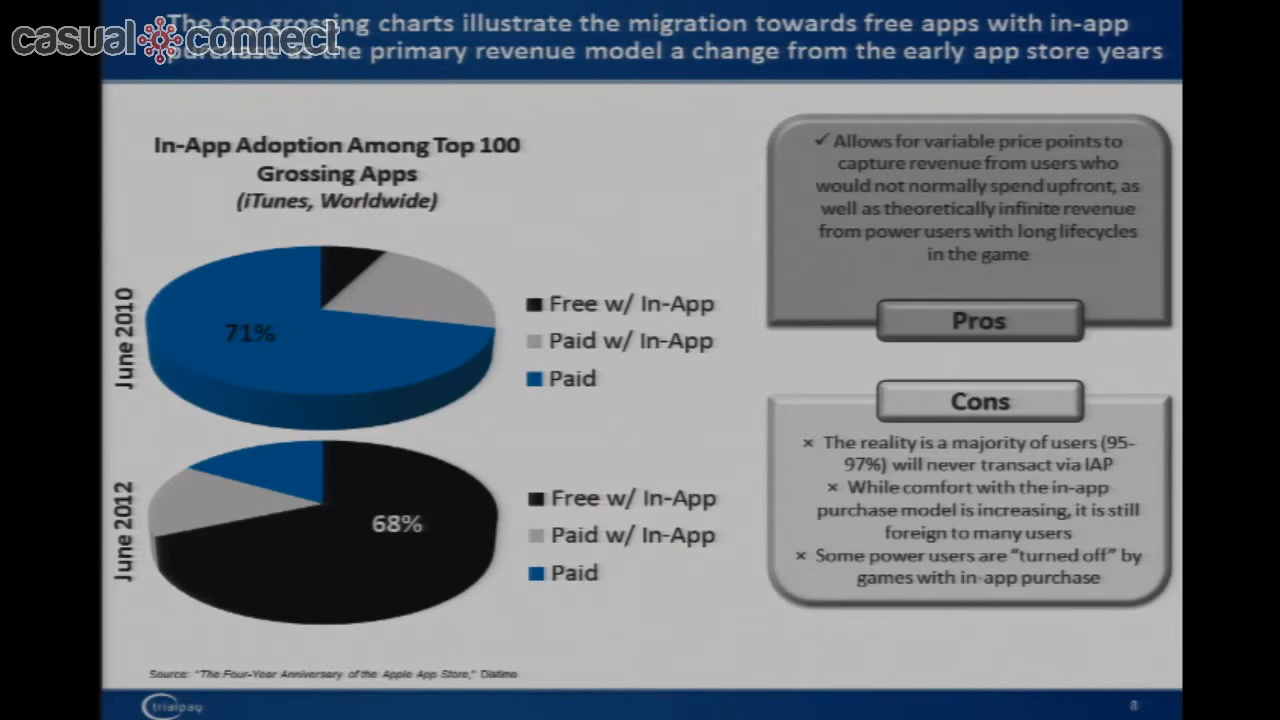 The top grossing charts illustrate the migration towards free apps with in-app
casual connect
purchase as the primary revenue model a change from the early app store years
In-App Adoption Among Top 100
Grossing Apps
(iTunes, Worldwide)
June 2010
71%
Free w/ In-App
Paid w/ In-App
Paid
June 2012
68%
Free w/ In-App
Paid w/ In-App
Paid
✓ Allows for variable price points to
capture revenue from users who
would not normally spend upfront, as
well as theoretically infinite revenue
from power users with long lifecycles
in the game
Pros
Cons
× The reality is a majority of users (95-
97%) will never transact via IAP
× While comfort with the in-app
purchase model is increasing, it is still
foreign to many users
× Some power users are “turned off” by
games with in-app purchase
Source: “The Four-Year Anniversary of the Apple App Store,” Distimo
trialpay
8